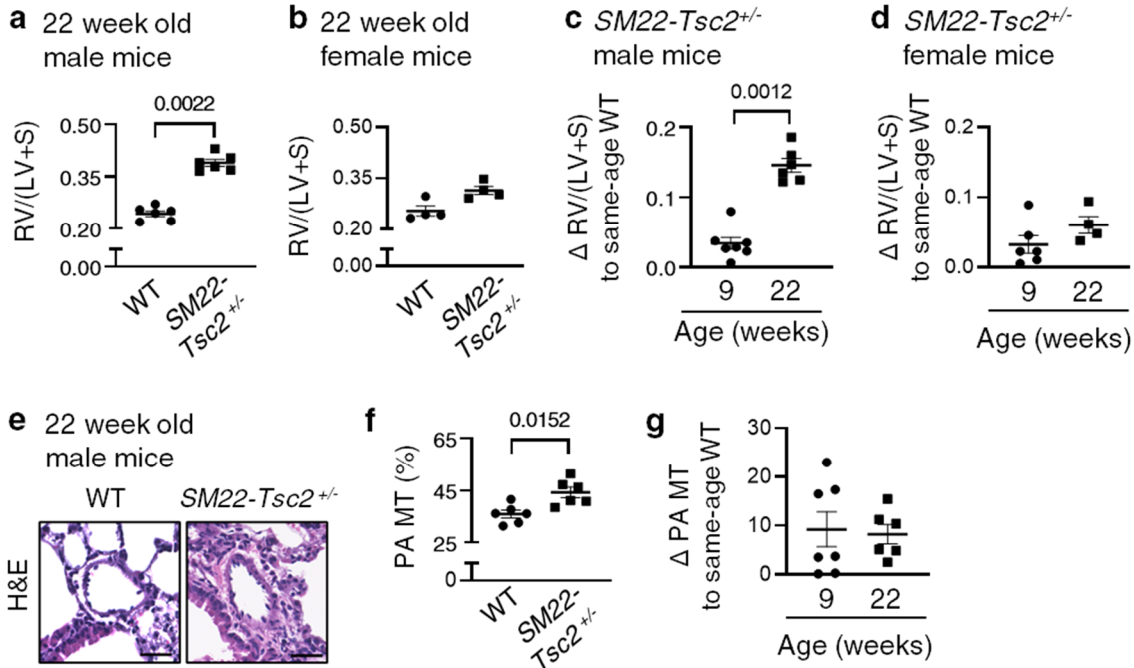 a 22 week old
male mice
0.0022
RV/(LV+S)
0.50
0.35
0.20
0.00
WT
SM22-
Tsc2 +/-
b 22 week old
female mice
RV/(LV+S)
0.50
0.35
0.20
0.00
WT
SM22-
Tsc2 +/-
c SM22-Tsc2+/-
male mice
0.0012
Δ RV/(LV+S)
to same-age WT
0.2
0.1
0.0
9 22
Age (weeks)
d SM22-Tsc2+/-
female mice
Δ RV/(LV+S)
to same-age WT
0.2
0.1
0.0
9 22
Age (weeks)
e 22 week old
male mice
WT SM22-Tsc2 +/-
H&E
f
0.0152
PA MT (%)
65
45
25
0
WT
SM22-
Tsc2 +/-
g
Δ PA MT
to same-age WT
30
20
10
0
9 22
Age (weeks)